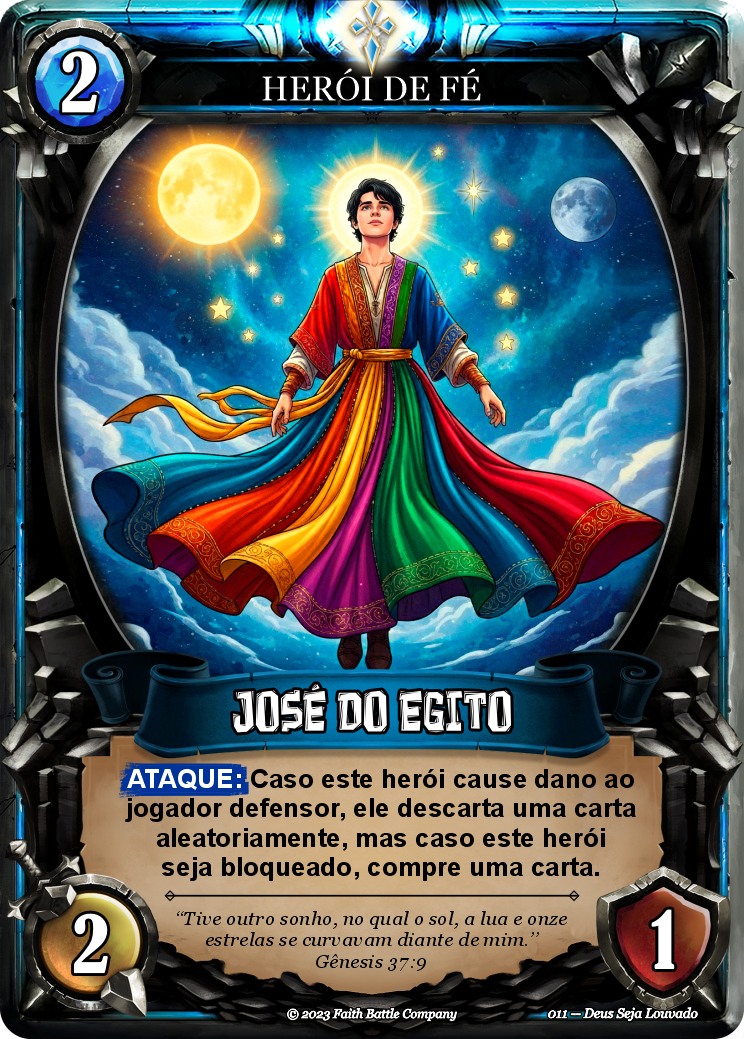 2
HERÓI DE FÉ
JOSÉ DO EGITO
ATAQUE: Caso este herói cause dano ao
jogador defensor, ele descarta uma carta
aleatoriamente, mas caso este herói
seja bloqueado, compre uma carta.
“Tive outro sonho, no qual o sol, a lua e onze
estrelas se curvavam diante de mim.”
Gênesis 37:9
2
1
© 2023 Faith Battle Company
011 — Deus Seja Louvado